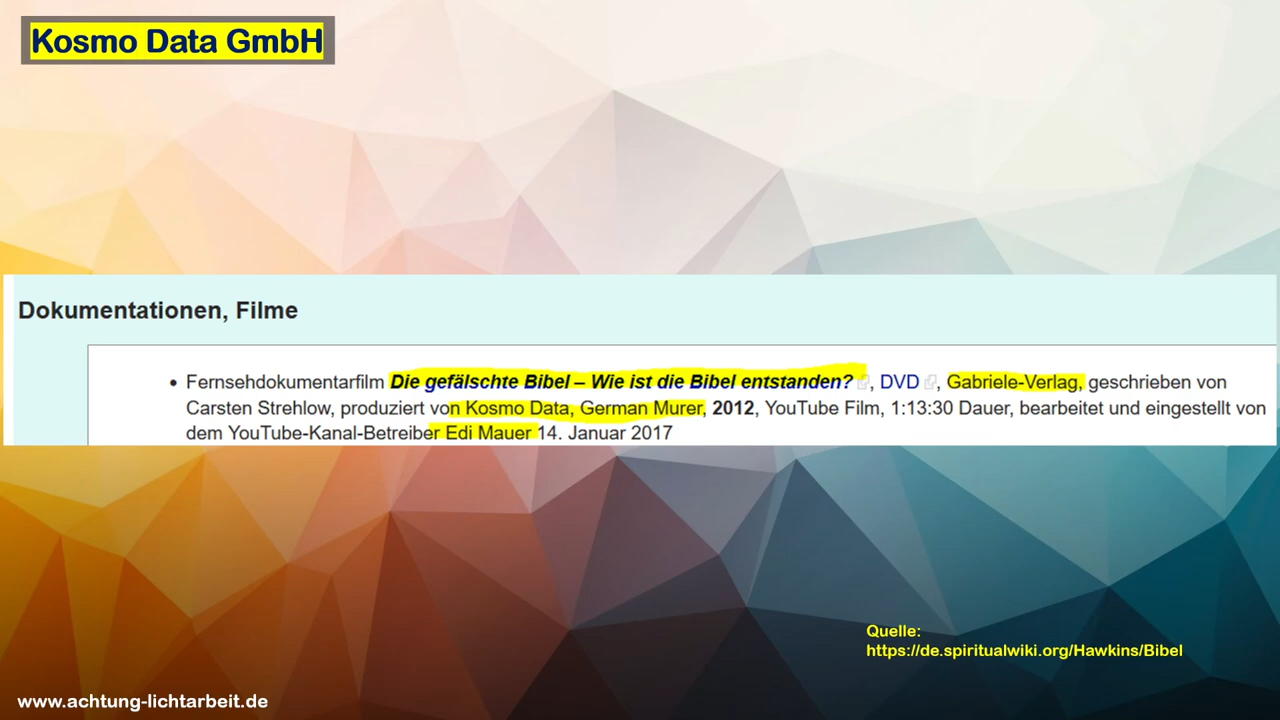 Kosmo Data GmbH
Dokumentationen, Filme
• Fernsehdokumentarfilm Die gefälschte Bibel – Wie ist die Bibel entstanden? , DVD , Gabriele-Verlag, geschrieben von
Carsten Strehlow, produziert von Kosmo Data, German Murer, 2012, YouTube Film, 1:13:30 Dauer, bearbeitet und eingestellt von
dem YouTube-Kanal-Betreiber Edi Mauer 14. Januar 2017
Quelle:
https://de.spiritualwiki.org/Hawkins/Bibel
www.achtung-lichtarbeit.de